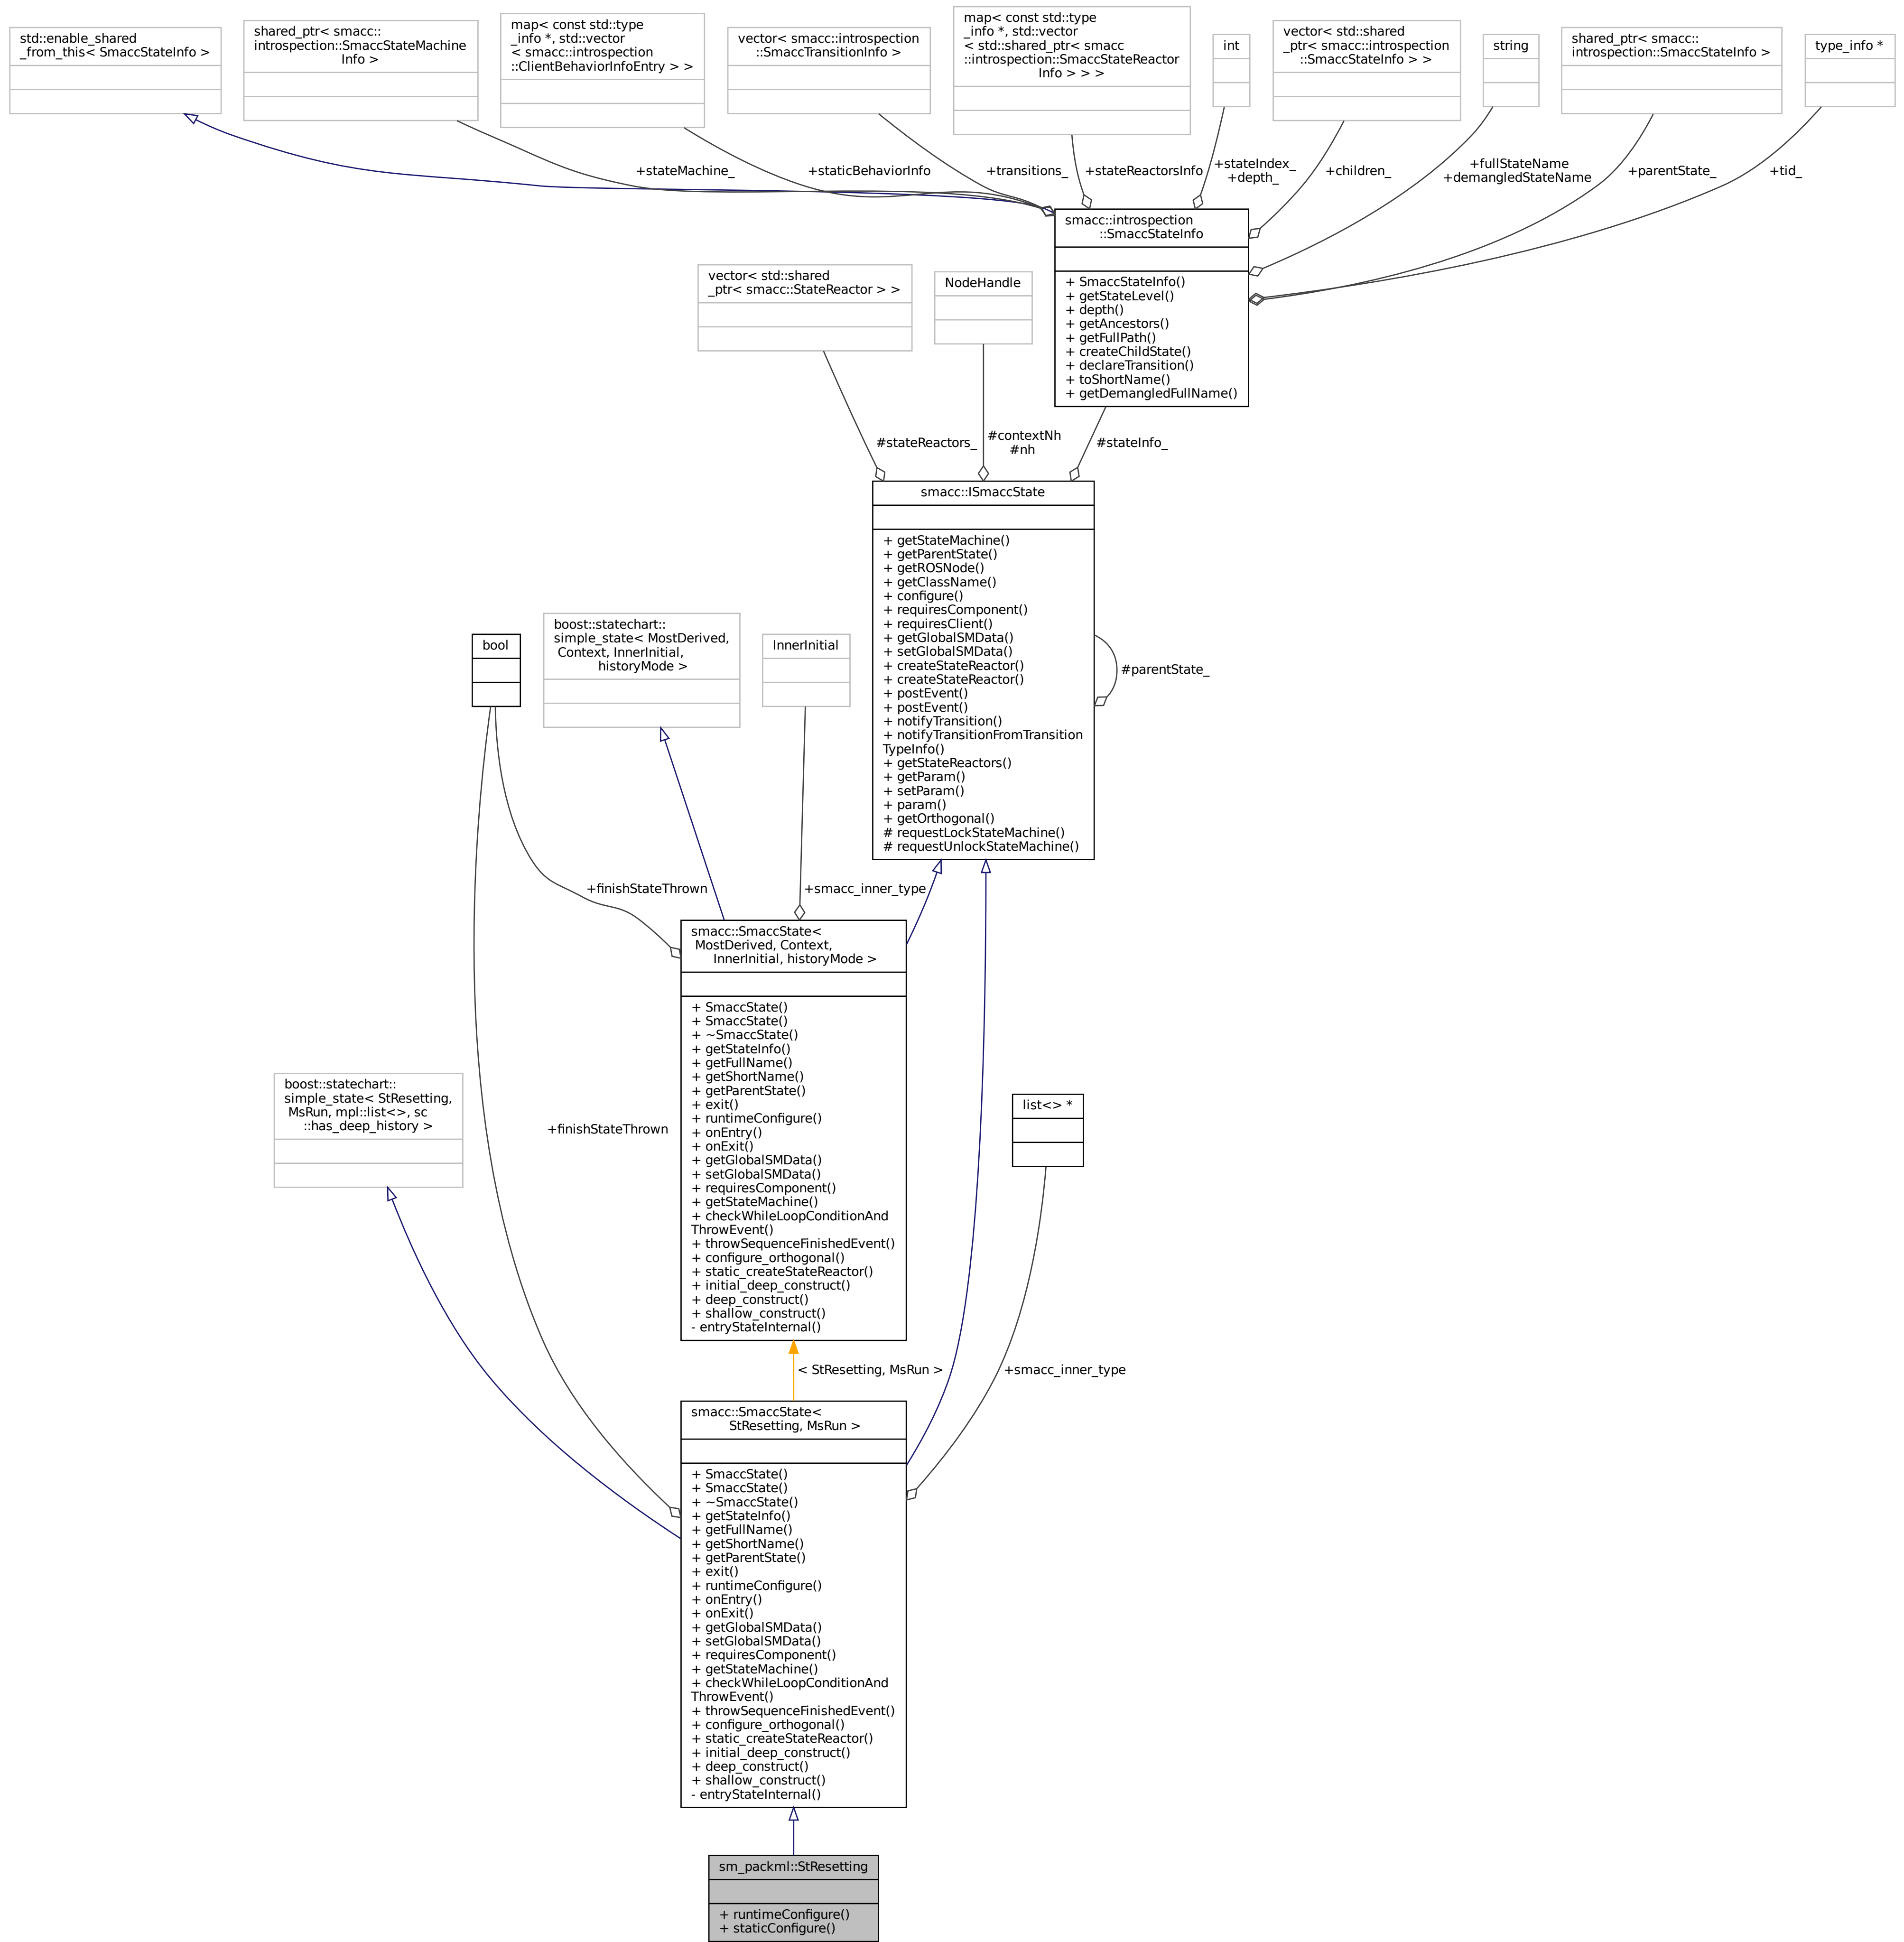 std::enable_shared
_from_this< SmaccStateInfo >
shared_ptr< smacc::
introspection::SmaccStateMachine
Info >
map< const std::type
_info *, std::vector
< smacc::introspection
::ClientBehaviorInfoEntry > >
vector< smacc::introspection
::SmaccTransitionInfo >
map< const std::type
_info *, std::vector
< std::shared_ptr< smacc
::introspection::SmaccStateReactor
Info > > >
int
vector< std::shared
_ptr< smacc::introspection
::SmaccStateInfo > >
string
shared_ptr< smacc::
introspection::SmaccStateInfo >
type_info *
+stateMachine_
+staticBehaviorInfo
+transitions_
+stateReactorsInfo
+stateIndex_
+depth_
+children_
+fullStateName
+demangledStateName
+parentState_
+tid_
smacc::introspection
::SmaccStateInfo
+ SmaccStateInfo()
+ getStateLevel()
+ depth()
+ getAncestors()
+ getFullPath()
+ createChildState()
+ declareTransition()
+ toShortName()
+ getDemangledFullName()
vector< std::shared
_ptr< smacc::StateReactor > >
NodeHandle
#stateReactors_
#contextNh
#nh
#stateInfo_
smacc::ISmaccState
+ getStateMachine()
+ getParentState()
+ getROSNode()
+ getClassName()
+ configure()
+ requiresComponent()
+ requiresClient()
+ getGlobalSMData()
+ setGlobalSMData()
+ createStateReactor()
+ createStateReactor()
+ postEvent()
+ postEvent()
+ notifyTransition()
+ notifyTransitionFromTransition
TypeInfo()
+ getStateReactors()
+ getParam()
+ setParam()
+ param()
+ getOrthogonal()
# requestLockStateMachine()
# requestUnlockStateMachine()
#parentState_
bool
boost::statechart::
simple_state< MostDerived,
Context, InnerInitial,
historyMode >
InnerInitial
+finishStateThrown
+smacc_inner_type
smacc::SmaccState<
MostDerived, Context,
InnerInitial, historyMode >
+ SmaccState()
+ SmaccState()
+ ~SmaccState()
+ getStateInfo()
+ getFullName()
+ getShortName()
+ getParentState()
+ exit()
+ runtimeConfigure()
+ onEntry()
+ onExit()
+ getGlobalSMData()
+ setGlobalSMData()
+ requiresComponent()
+ getStateMachine()
+ checkWhileLoopConditionAnd
ThrowEvent()
+ throwSequenceFinishedEvent()
+ configure_orthogonal()
+ static_createStateReactor()
+ initial_deep_construct()
+ deep_construct()
+ shallow_construct()
- entryStateInternal()
boost::statechart::
simple_state< StResetting,
MsRun, mpl::list<>, sc
::has_deep_history >
+finishStateThrown
list<> *
< StResetting, MsRun >
+smacc_inner_type
smacc::SmaccState<
StResetting, MsRun >
+ SmaccState()
+ SmaccState()
+ ~SmaccState()
+ getStateInfo()
+ getFullName()
+ getShortName()
+ getParentState()
+ exit()
+ runtimeConfigure()
+ onEntry()
+ onExit()
+ getGlobalSMData()
+ setGlobalSMData()
+ requiresComponent()
+ getStateMachine()
+ checkWhileLoopConditionAnd
ThrowEvent()
+ throwSequenceFinishedEvent()
+ configure_orthogonal()
+ static_createStateReactor()
+ initial_deep_construct()
+ deep_construct()
+ shallow_construct()
- entryStateInternal()
sm_packml::StResetting
+ runtimeConfigure()
+ staticConfigure()